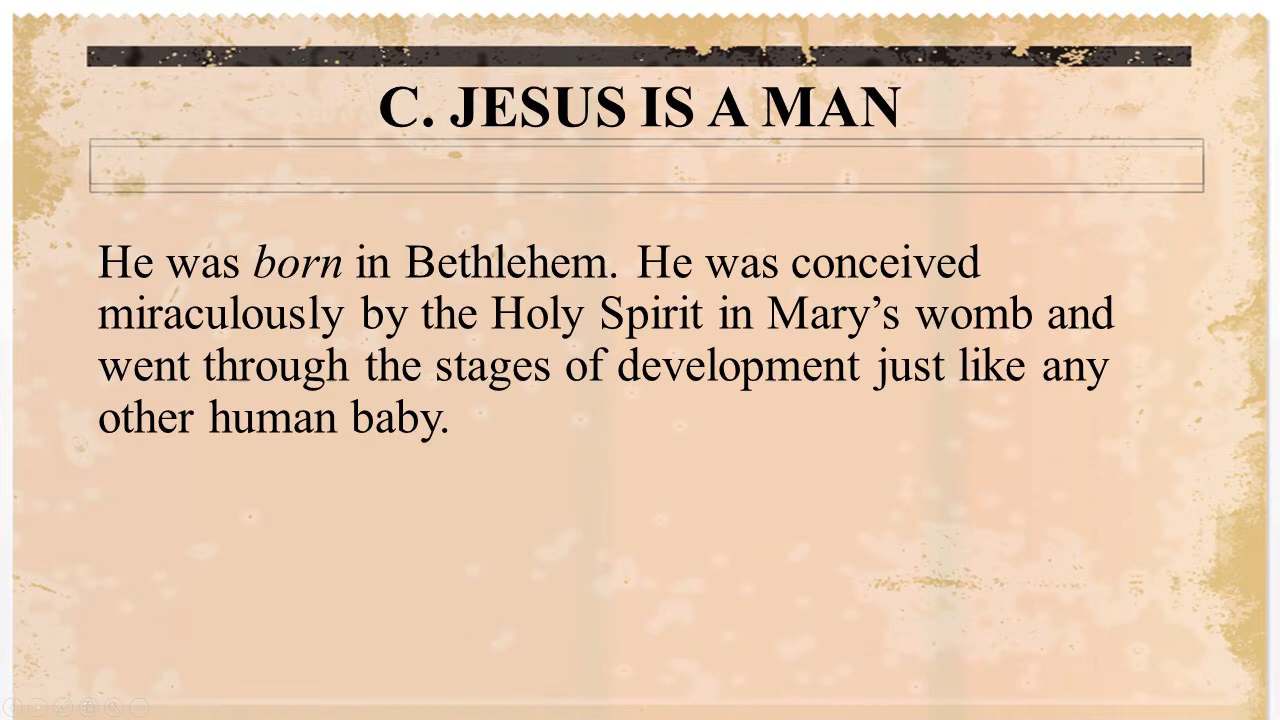 C. JESUS IS A MAN
He was born in Bethlehem. He was conceived
miraculously by the Holy Spirit in Mary’s womb and
went through the stages of development just like any
other human baby.